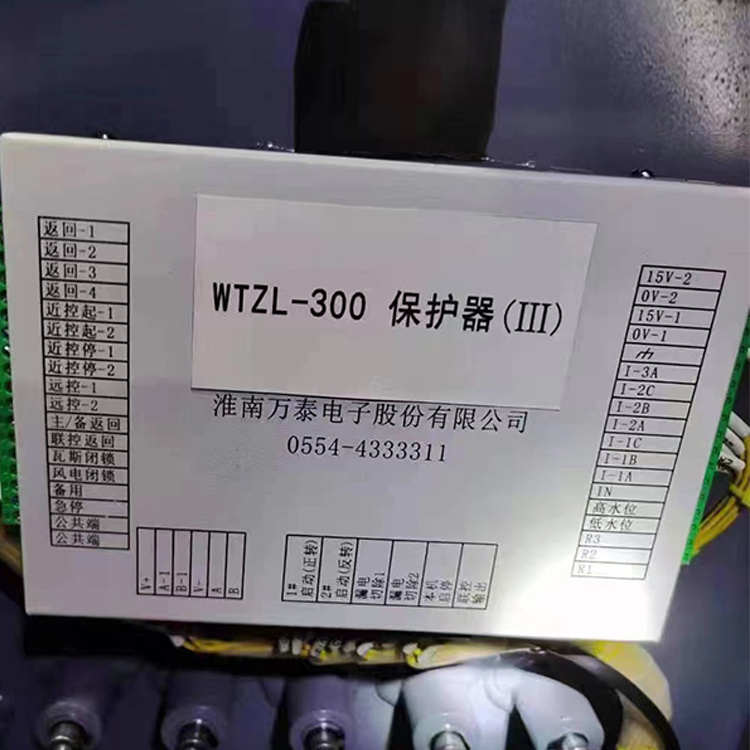 返回-1
返回-2
返回-3
返回-4
近控起-1
近控起-2
近控停-1
近控停-2
远控-1
远控-2
主/备返回
联控返回
瓦斯闭锁
风电闭锁
备用
急停
公共端
公共端
WTZL-300 保护器(III)
淮南万泰电子股份有限公司
0554-4333311
15V-2
0V-2
15V-1
0V-1
I-3A
I-2C
I-2B
I-2A
I-1C
I-1B
I-1A
IN
高水位
低水位
R3
R2
R1
V+
A-1
B-1
V-
A
B
1#
启动(正转)
2#
启动(反转)
漏电
切除1
漏电
切除2
本机
启停
联控
输出